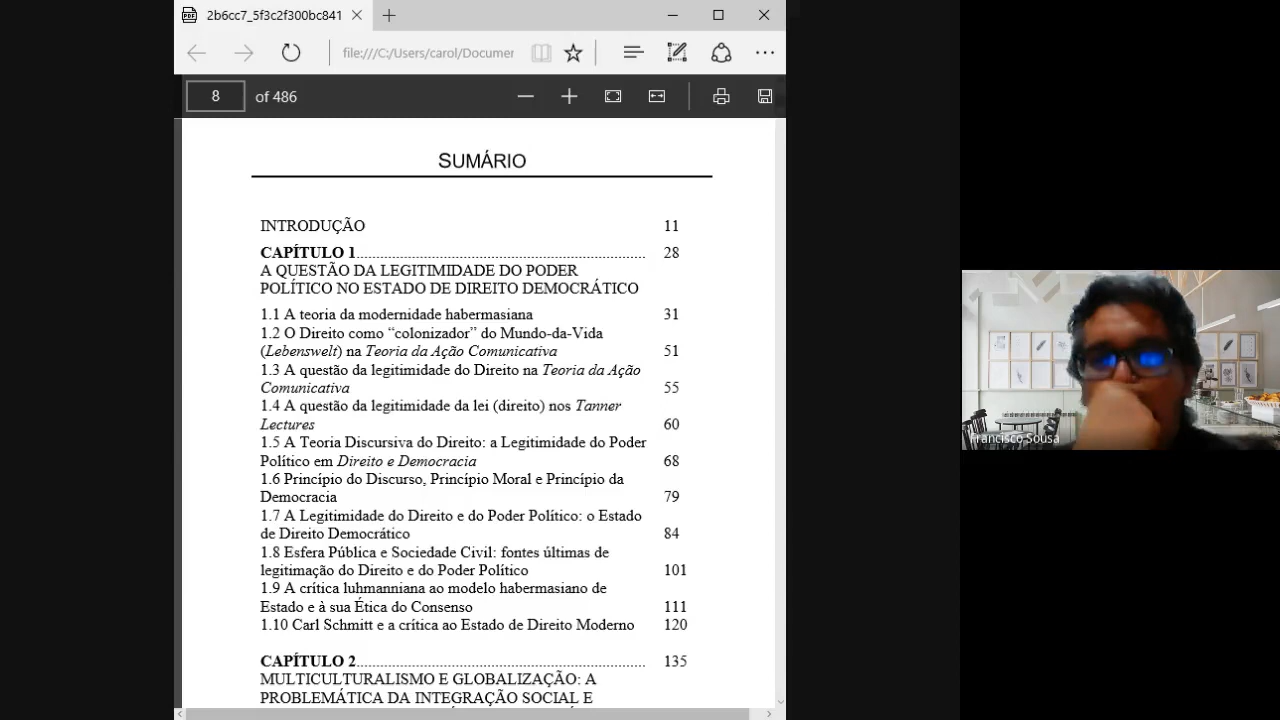 2b6cc7_5f3c2f300bc841
file:///C:/Users/carol/Documer
8 of 486
SUMÁRIO
INTRODUÇÃO 11
CAPÍTULO 1........................................................................ 28
A QUESTÃO DA LEGITIMIDADE DO PODER
POLÍTICO NO ESTADO DE DIREITO DEMOCRÁTICO
1.1 A teoria da modernidade habermasiana 31
1.2 O Direito como “colonizador” do Mundo-da-Vida
(Lebenswelt) na Teoria da Ação Comunicativa 51
1.3 A questão da legitimidade do Direito na Teoria da Ação
Comunicativa 55
1.4 A questão da legitimidade da lei (direito) nos Tanner
Lectures 60
1.5 A Teoria Discursiva do Direito: a Legitimidade do Poder
Político em Direito e Democracia 68
1.6 Princípio do Discurso, Princípio Moral e Princípio da
Democracia 79
1.7 A Legitimidade do Direito e do Poder Político: o Estado
de Direito Democrático 84
1.8 Esfera Pública e Sociedade Civil: fontes últimas de
legitimação do Direito e do Poder Político 101
1.9 A crítica luhmanniana ao modelo habermasiano de
Estado e à sua Ética do Consenso 111
1.10 Carl Schmitt e a crítica ao Estado de Direito Moderno 120
CAPÍTULO 2........................................................................ 135
MULTICULTURALISMO E GLOBALIZAÇÃO: A
PROBLEMÁTICA DA INTEGRAÇÃO SOCIAL E
Francisco Sousa